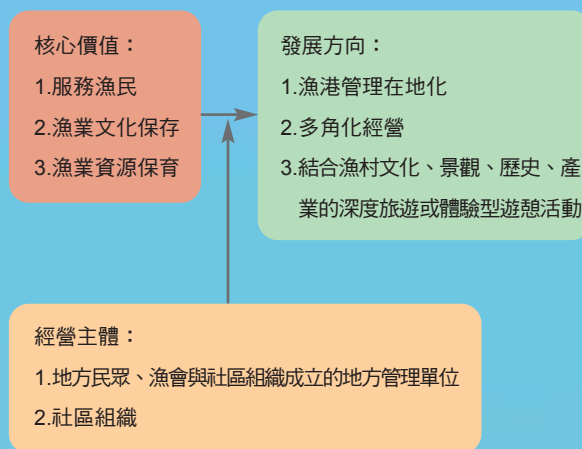 核心價值：
1.服務漁民
2.漁業文化保存
3.漁業資源保育
發展方向：
1.漁港管理在地化
2.多角化經營
3.結合漁村文化、景觀、歷史、產
業的深度旅遊或體驗型遊憩活動
經營主體：
1.地方民眾、漁會與社區組織成立的地方管理單位
2.社區組織